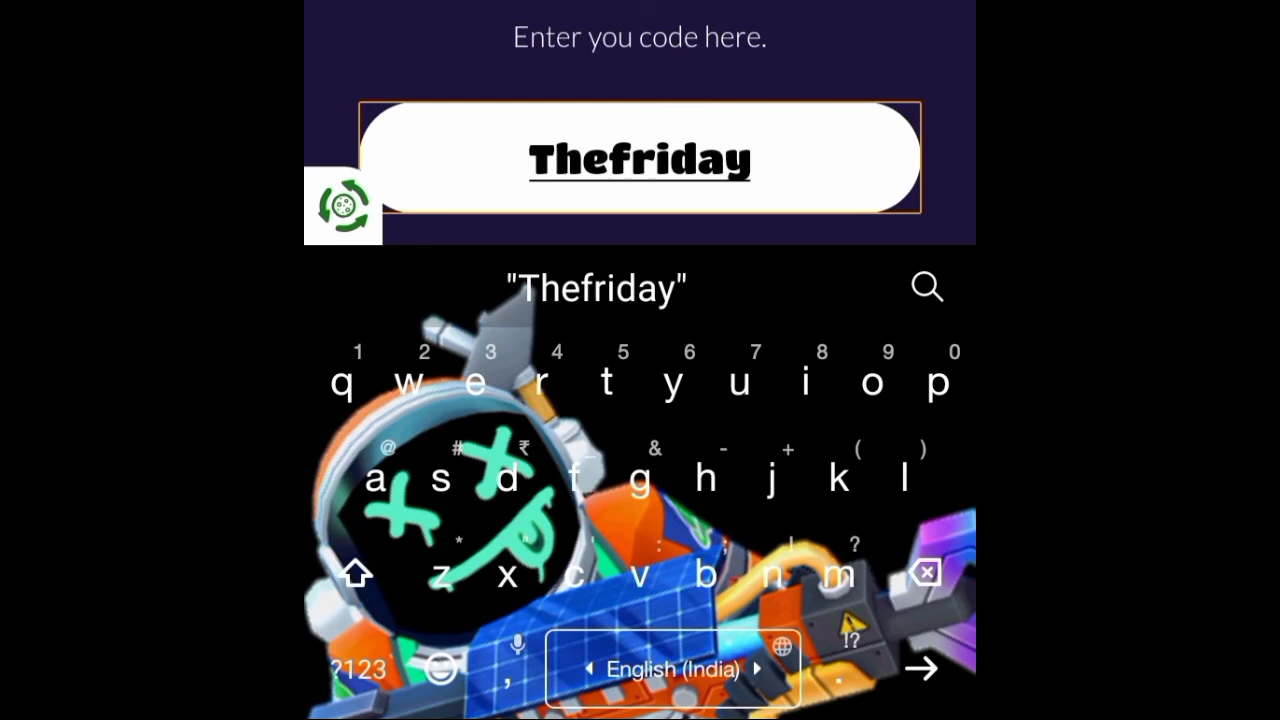 Enter you code here.
Thefriday
"Thefriday"
1 2 3 4 5 6 7 8 9 0
q w e r t y u i o p
@ # ₹ _ & - + ( )
a s d f g h j k l
* " ' : ; ! ?
z x c v b n m
!?
?123 , English (India) .